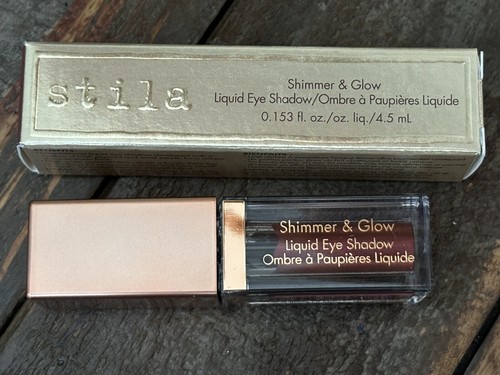 stila
Shimmer & Glow
Liquid Eye Shadow/Ombre à Paupières Liquide
0.153 fl. oz./oz. liq./4.5 mL
Shimmer & Glow
Liquid Eye Shadow
Ombre à Paupières Liquide